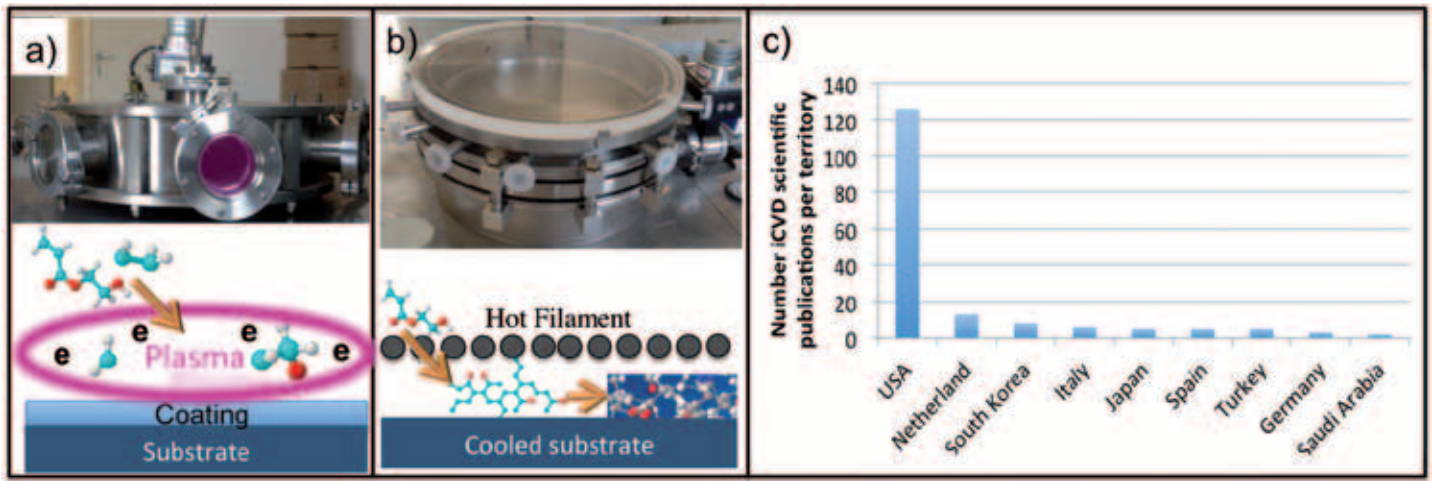 a)
e
e
e
e
Plasma
Coating
Substrate
b)
Hot Filament
Cooled substrate
c)
Number iCVD scientific
publications per territory
140
120
100
80
60
40
20
0
USA
Netherland
South Korea
Italy
Japan
Spain
Turkey
Germany
Saudi Arabia